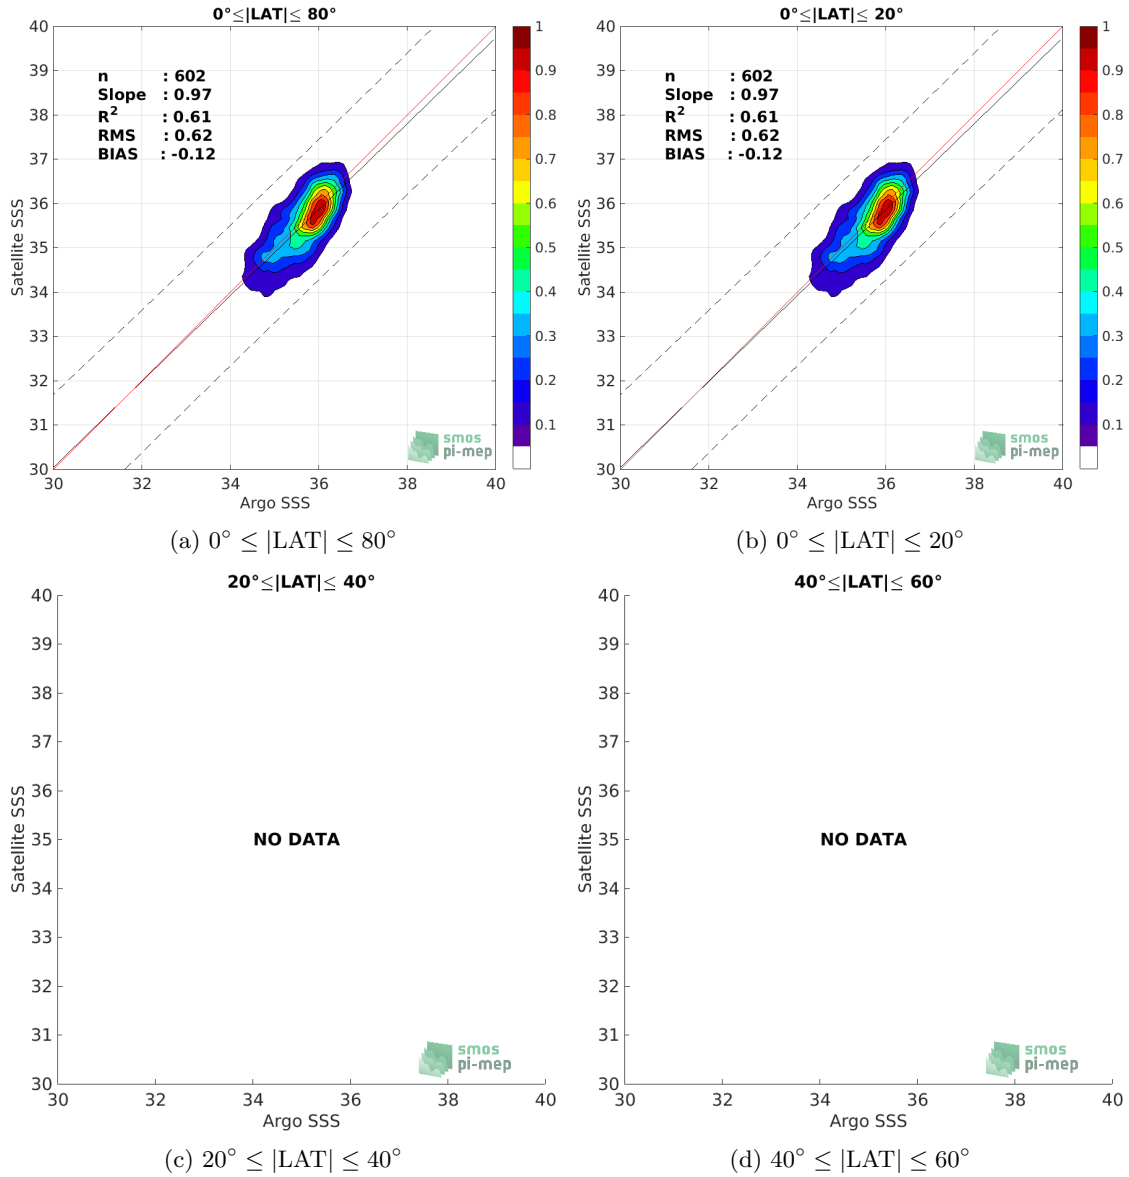 0°≤|LAT|≤ 80°
40
39
38
37
36
35
34
33
32
31
30
Satellite SSS
n : 602
Slope : 0.97
R² : 0.61
RMS : 0.62
BIAS : -0.12
smos
pi-mep
30 32 34 36 38 40
Argo SSS
1
0.9
0.8
0.7
0.6
0.5
0.4
0.3
0.2
0.1
(a) 0° ≤ |LAT| ≤ 80°
0°≤|LAT|≤ 20°
40
39
38
37
36
35
34
33
32
31
30
Satellite SSS
n : 602
Slope : 0.97
R² : 0.61
RMS : 0.62
BIAS : -0.12
smos
pi-mep
30 32 34 36 38 40
Argo SSS
1
0.9
0.8
0.7
0.6
0.5
0.4
0.3
0.2
0.1
(b) 0° ≤ |LAT| ≤ 20°
20°≤|LAT|≤ 40°
40
39
38
37
36
35
34
33
32
31
30
Satellite SSS
NO DATA
smos
pi-mep
30 32 34 36 38 40
Argo SSS
(c) 20° ≤ |LAT| ≤ 40°
40°≤|LAT|≤ 60°
40
39
38
37
36
35
34
33
32
31
30
Satellite SSS
NO DATA
smos
pi-mep
30 32 34 36 38 40
Argo SSS
(d) 40° ≤ |LAT| ≤ 60°